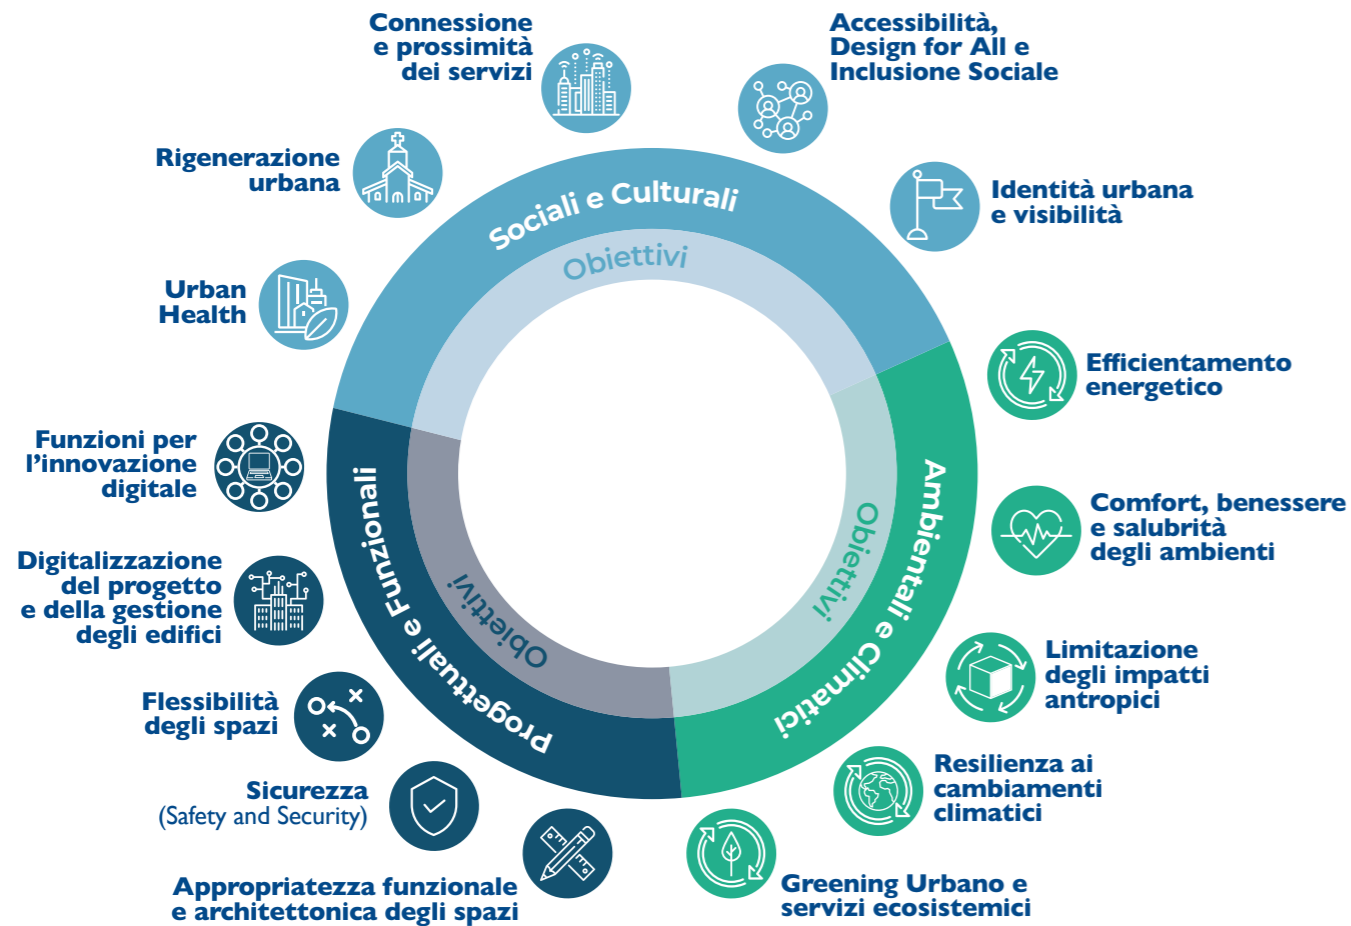 Connessione
e prossimità
dei servizi
Accessibilità,
Design for All e
Inclusione Sociale
Rigenerazione
urbana
Identità urbana
e visibilità
Urban
Health
Sociali e Culturali
Obiettivi
Efficientamento
energetico
Funzioni per
l’innovazione
digitale
Comfort, benessere
e salubrità
degli ambienti
Ambientali e Climatici
Obiettivi
Progettuali e Funzionali
Obiettivi
Digitalizzazione
del progetto
e della gestione
degli edifici
Limitazione
degli impatti
antropici
Flessibilità
degli spazi
Resilienza ai
cambiamenti
climatici
Sicurezza
(Safety and Security)
Appropriatezza funzionale
e architettonica degli spazi
Greening Urbano e
servizi ecosistemici